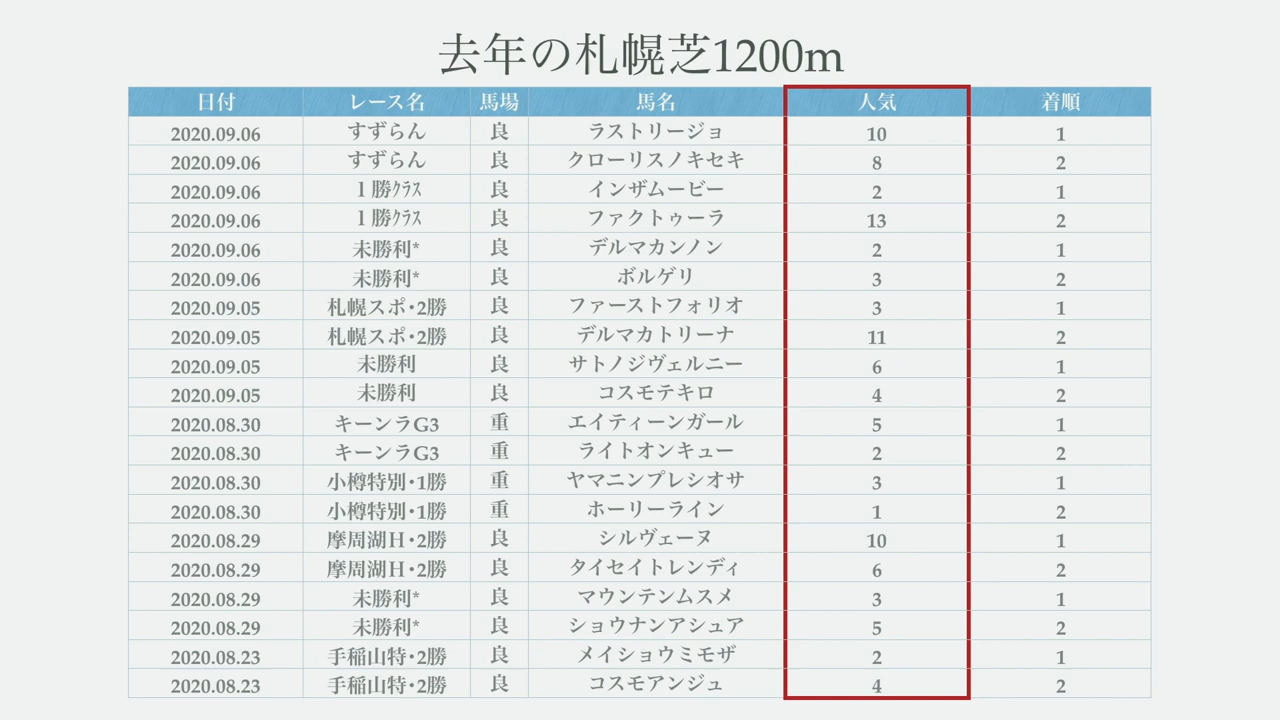 去年の札幌芝1200m
日付 レース名 馬場 馬名 人気 着順
2020.09.06 すずらん 良 ラストリージョ 10 1
2020.09.06 すずらん 良 クローリスノキセキ 8 2
2020.09.06 １勝ｸﾗｽ 良 インザムービー 2 1
2020.09.06 １勝ｸﾗｽ 良 ファクトゥーラ 13 2
2020.09.06 未勝利* 良 デルマカンノン 2 1
2020.09.06 未勝利* 良 ボルゲリ 3 2
2020.09.05 札幌スポ･2勝 良 ファーストフォリオ 3 1
2020.09.05 札幌スポ･2勝 良 デルマカトリーナ 11 2
2020.09.05 未勝利 良 サトノジヴェルニー 6 1
2020.09.05 未勝利 良 コスモテキロ 4 2
2020.08.30 キーンラG3 重 エイティーンガール 5 1
2020.08.30 キーンラG3 重 ライトオンキュー 2 2
2020.08.30 小樽特別･1勝 重 ヤマニンプレシオサ 3 1
2020.08.30 小樽特別･1勝 重 ホーリーライン 1 2
2020.08.29 摩周湖Ｈ･2勝 良 シルヴェーヌ 10 1
2020.08.29 摩周湖Ｈ･2勝 良 タイセイトレンディ 6 2
2020.08.29 未勝利* 良 マウンテンムスメ 3 1
2020.08.29 未勝利* 良 ショウナンアシュア 5 2
2020.08.23 手稲山特･2勝 良 メイショウミモザ 2 1
2020.08.23 手稲山特･2勝 良 コスモアンジュ 4 2